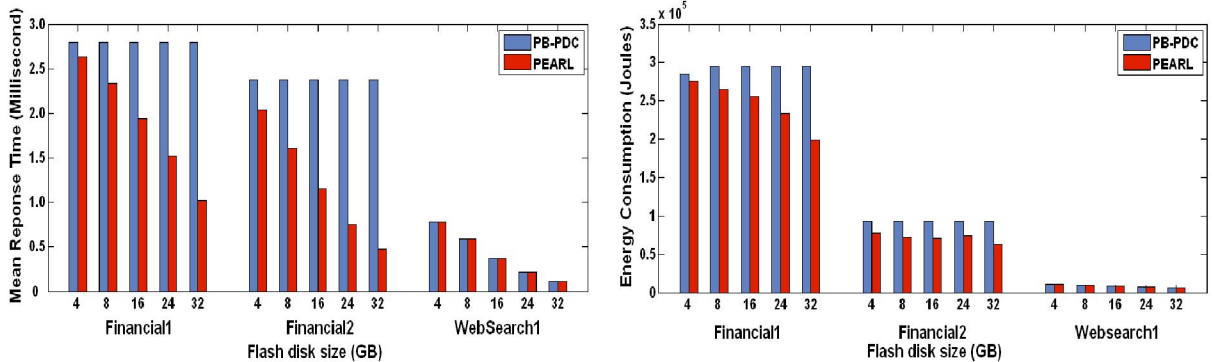 3.0
2.5
2.0
1.5
1.0
0.5
0
Mean Reponse Time (Millisecond)
PB-PDC
PEARL
4 8 16 24 32 4 8 16 24 32 4 8 16 24 32
Financial1 Financial2 WebSearch1
Flash disk size (GB)
x 10^5
3.5
3
2.5
2
1.5
1
0.5
0
Energy Consumption (Joules)
PB-PDC
PEARL
4 8 16 24 32 4 8 16 24 32 4 8 16 24 32
Financial1 Financial2 Websearch1
Flash disk size (GB)